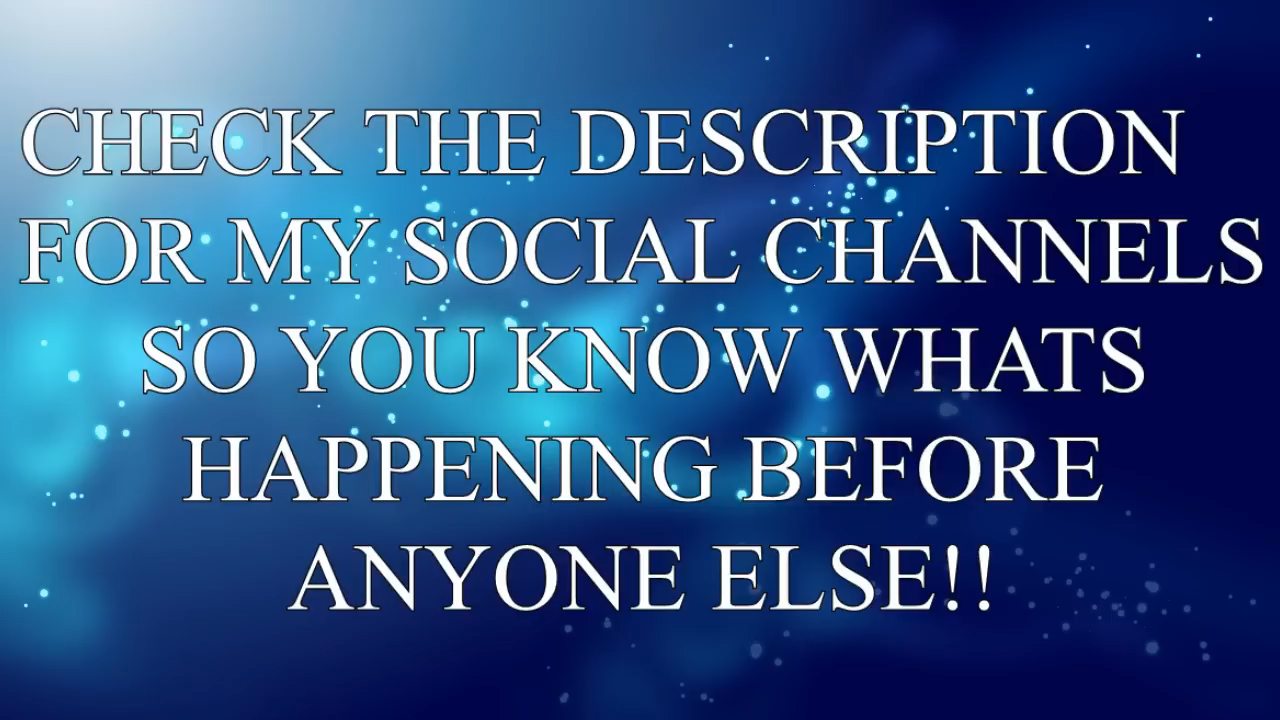 CHECK THE DESCRIPTION
FOR MY SOCIAL CHANNELS
SO YOU KNOW WHATS
HAPPENING BEFORE
ANYONE ELSE!!